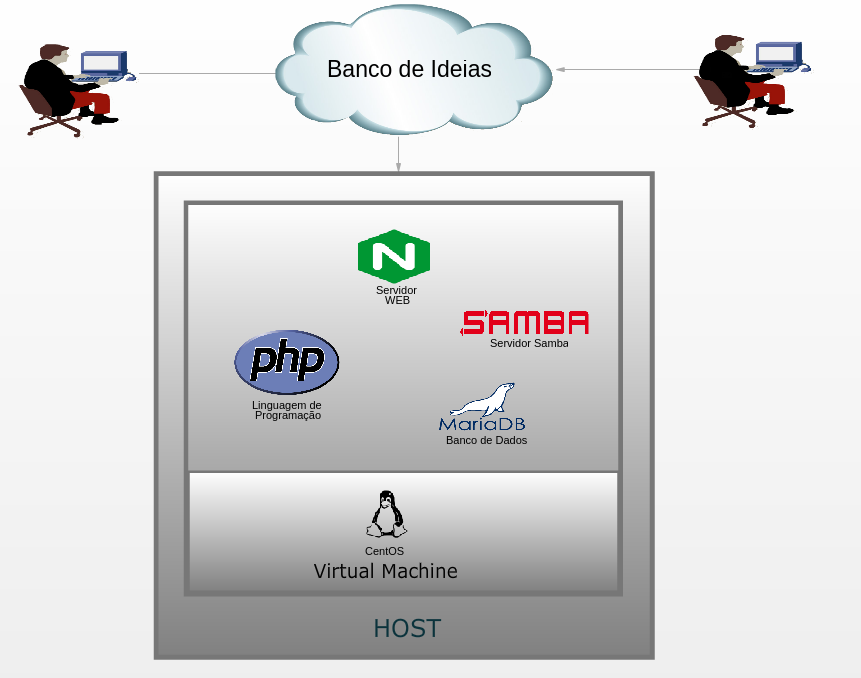 Banco de Ideias
N
Servidor
WEB
SAMBA
Servidor Samba
php
Linguagem de
Programação
MariaDB
Banco de Dados
CentOS
Virtual Machine
HOST